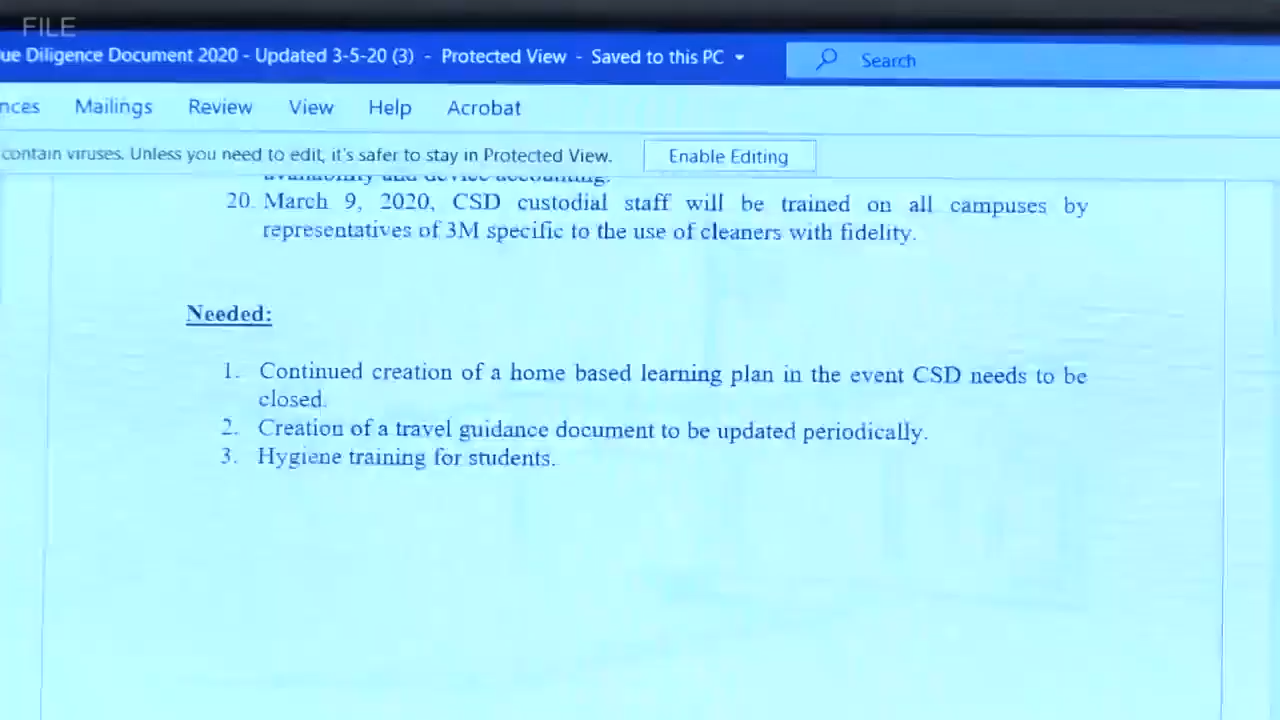 FILE
ue Diligence Document 2020 - Updated 3-5-20 (3) - Protected View - Saved to this PC
Search
nces Mailings Review View Help Acrobat
contain viruses. Unless you need to edit, it's safer to stay in Protected View. Enable Editing
availability and device accounting.
20. March 9, 2020, CSD custodial staff will be trained on all campuses by
representatives of 3M specific to the use of cleaners with fidelity.
Needed:
1. Continued creation of a home based learning plan in the event CSD needs to be
closed.
2. Creation of a travel guidance document to be updated periodically.
3. Hygiene training for students.